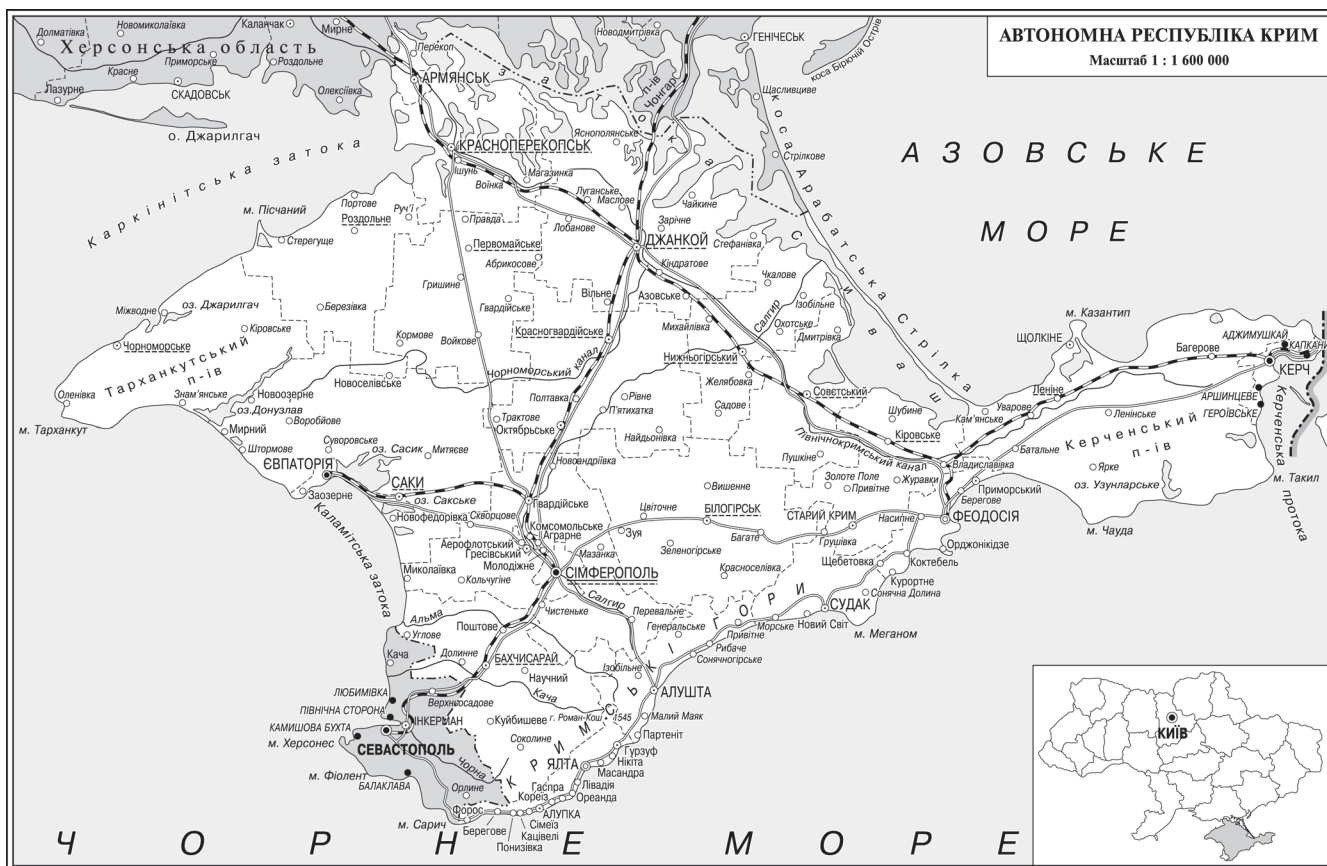 АВТОНОМНА РЕСПУБЛІКА КРИМ
Масштаб 1 : 1 600 000
Долматівка
Новомиколаївка
Каланчак
Мирне
Херсонська область
Приморське
Роздольне
Красне
Лазурне
СКАДОВСЬК
Олексіївка
о. Джарилгач
Перекоп
АРМЯНСЬК
Новодмитрівка
ГЕНІЧЕСЬК
коса Бірючий Острів
п-ів Чонгар
затока Сиваш
Щасливцеве
Стрілкове
коса Арабатська Стрілка
АЗОВСЬКЕ
МОРЕ
Каркінітська затока
КРАСНОПЕРЕКОПСЬК
Яснополянське
Ішунь
Магазинка
Воїнка
Луганське
Маслове
Чайкине
Зарічне
Портове
Руч'ї
Роздольне
Правда
Лобанове
м. Пісчаний
Стерегуще
Первомайське
ДЖАНКОЙ
Стефанівка
Абрикосове
Кіндратове
Гришине
Чкалове
оз. Джарилгач
Міжводне
Березівка
Гвардійське
Вільне
Азовське
Ізобільне
Салгир
м. Казантип
Кіровське
Кормове
Войкове
Красногвардійське
Михайлівка
Охотське
Дмитрівка
ЩОЛКІНЕ
АДЖИМУШКАЙ
КАПКАНИ
Багерове
КЕРЧ
Чорноморське
Тарханкутський п-ів
Чорноморський канал
Нижньогірський
Желябовка
Новоселівське
Оленівка
Знам'янське
Новоозерне
Полтавка
Рівне
Совєтський
Леніне
АРШИНЦЕВЕ
ГЕРОЇВСЬКЕ
оз.Донузлав
П'ятихатка
Садове
Шубине
Уварове
Кам'янське
Ленінське
м. Тарханкут
Мирний
Воробйове
Трактове
Октябрське
Найдьонівка
Кіровське
Керченський п-ів
Керченська протока
Штормове
Суворовське
оз. Сасик
Митяєве
Північнокримський канал
Батальне
Новоандріївка
Пушкіне
Владиславівка
Ярке
ЄВПАТОРІЯ
САКИ
Вишенне
Золоте Поле
Журавки
Привітне
оз. Узунларське
м. Такил
Заозерне
оз. Сакське
Гвардійське
Приморський
Берегове
Новофедорівка
Скворцове
Цвіточне
БІЛОГІРСЬК
СТАРИЙ КРИМ
Насипне
ФЕОДОСІЯ
м. Чауда
Каламітська затока
Комсомольське
Аерофлотський
Аграрне
Гресівський
Молодіжне
Зуя
Багате
Грушівка
Мазанка
Зеленогірське
Орджонікідзе
Коктебель
Щебетовка
Миколаївка
Кольчугіне
СІМФЕРОПОЛЬ
Красноселівка
Курортне
Сонячна Долина
Чистеньке
Салгир
СУДАК
Альма
Углове
Поштове
Перевальне
Генеральське
Морське
Новий Світ
м. Меганом
Привітне
Рибаче
Сонячногірське
КРИМСЬКІ ГОРИ
Кача
Долинне
БАХЧИСАРАЙ
Научний
Ізобільне
АЛУШТА
ЛЮБИМІВКА
Верхньосадове
Кача
ПІВНІЧНА СТОРОНА
ІНКЕРМАН
Куйбишеве
г. Роман-Кош 1545
Малий Маяк
КАМИШОВА БУХТА
Партеніт
м. Херсонес
СЕВАСТОПОЛЬ
Соколине
Гурзуф
Нікіта
Масандра
ЯЛТА
Лівадія
Ореанда
м. Фіолент
БАЛАКЛАВА
Чорна
Орлине
Гаспра
Кореїз
АЛУПКА
м. Сарич
Форос
Берегове
Сімеїз
Кацівелі
Понизівка
ЧОРНЕ МОРЕ
КИЇВ